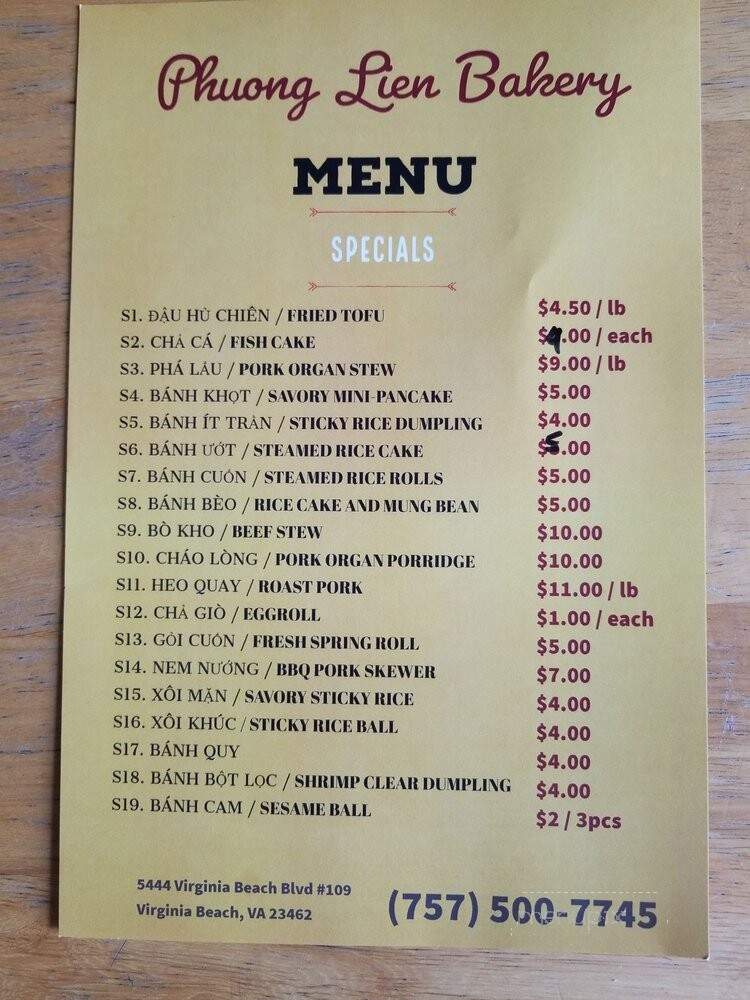 Phuong Lien Bakery
MENU
SPECIALS
S1. ĐẬU HỦ CHIÊN / FRIED TOFU $4.50 / lb
S2. CHẢ CÁ / FISH CAKE $9.00 / each
S3. PHÁ LẤU / PORK ORGAN STEW $9.00 / lb
S4. BÁNH KHỌT / SAVORY MINI-PANCAKE $5.00
S5. BÁNH ÍT TRẦN / STICKY RICE DUMPLING $4.00
S6. BÁNH ƯỚT / STEAMED RICE CAKE $5.00
S7. BÁNH CUỐN / STEAMED RICE ROLLS $5.00
S8. BÁNH BÈO / RICE CAKE AND MUNG BEAN $5.00
S9. BÒ KHO / BEEF STEW $10.00
S10. CHÁO LÒNG / PORK ORGAN PORRIDGE $10.00
S11. HEO QUAY / ROAST PORK $11.00 / lb
S12. CHẢ GIÒ / EGGROLL $1.00 / each
S13. GỎI CUỐN / FRESH SPRING ROLL $5.00
S14. NEM NƯỚNG / BBQ PORK SKEWER $7.00
S15. XÔI MẶN / SAVORY STICKY RICE $4.00
S16. XÔI KHÚC / STICKY RICE BALL $4.00
S17. BÁNH QUY $4.00
S18. BÁNH BỘT LỌC / SHRIMP CLEAR DUMPLING $4.00
S19. BÁNH CAM / SESAME BALL $2 / 3pcs
5444 Virginia Beach Blvd #109
Virginia Beach, VA 23462
(757) 500-7745